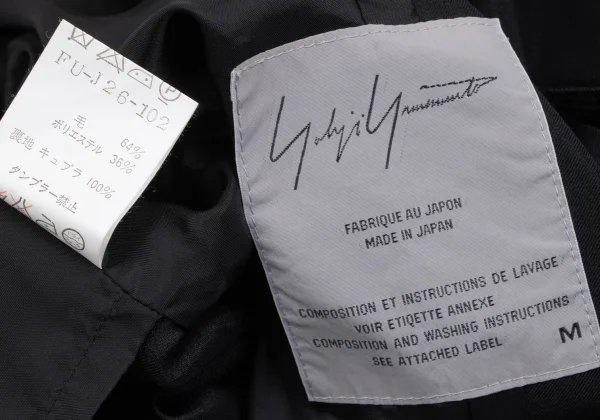 FU-J26-102
毛 64%
ポリエステル 36%
裏地 キュプラ 100%
タンブラー禁止
Yohji Yamamoto
FABRIQUE AU JAPON
MADE IN JAPAN
COMPOSITION ET INSTRUCTIONS DE LAVAGE
VOIR ETIQETTE ANNEXE
COMPOSITION AND WASHING INSTRUCTIONS
SEE ATTACHED LABEL
M